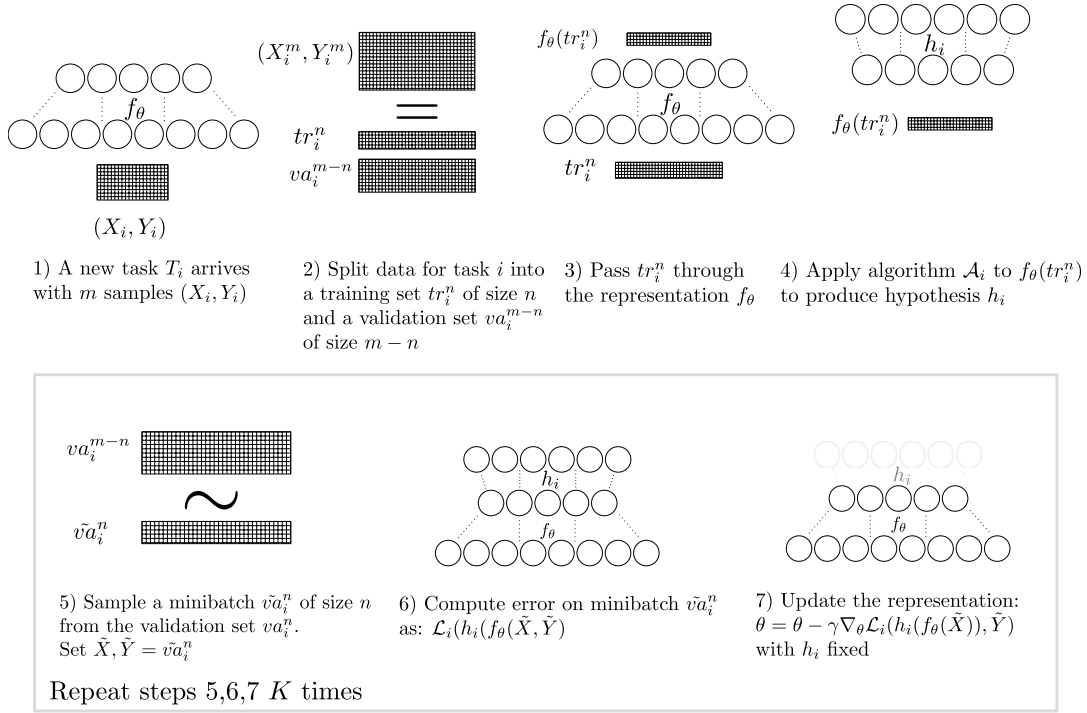 f_θ
(X_i, Y_i)
1) A new task T_i arrives
with m samples (X_i, Y_i)
(X_i^m, Y_i^m)
=
tr_i^n
va_i^{m−n}
2) Split data for task i into
a training set tr_i^n of size n
and a validation set va_i^{m−n}
of size m − n
f_θ(tr_i^n)
f_θ
tr_i^n
3) Pass tr_i^n through
the representation f_θ
h_i
f_θ(tr_i^n)
4) Apply algorithm 𝒜_i to f_θ(tr_i^n)
to produce hypothesis h_i
va_i^{m−n}
~
ṽa_i^n
5) Sample a minibatch ṽa_i^n of size n
from the validation set va_i^n.
Set X̃, Ỹ = ṽa_i^n
h_i
f_θ
6) Compute error on minibatch ṽa_i^n
as: ℒ_i(h_i(f_θ(X̃, Ỹ)
h_i
f_θ
7) Update the representation:
θ = θ − γ∇_θℒ_i(h_i(f_θ(X̃)), Ỹ)
with h_i fixed
Repeat steps 5,6,7 K times